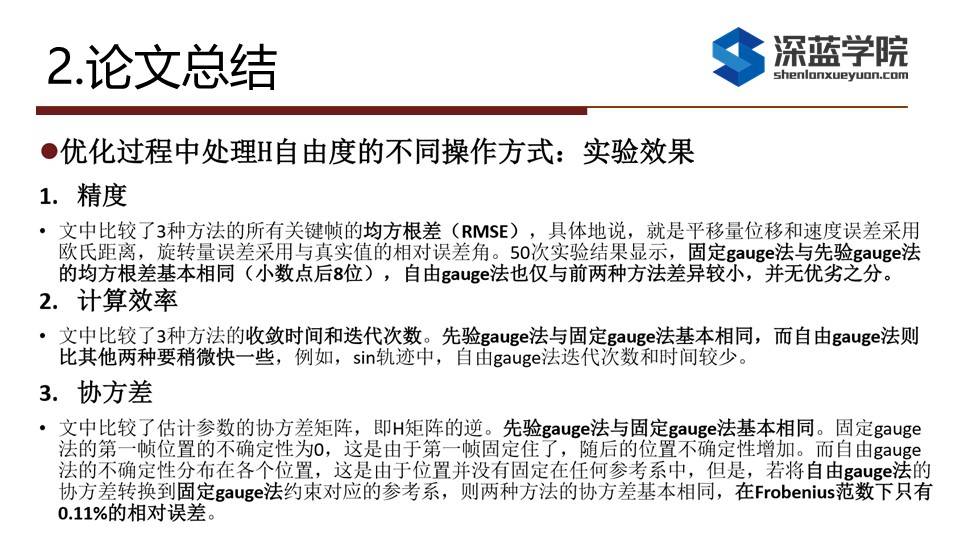 2.论文总结
深蓝学院
shenlanxueyuan.com
●优化过程中处理H自由度的不同操作方式：实验效果
1. 精度
• 文中比较了3种方法的所有关键帧的均方根差（RMSE），具体地说，就是平移量位移和速度误差采用
欧氏距离，旋转量误差采用与真实值的相对误差角。50次实验结果显示，固定gauge法与先验gauge法
的均方根差基本相同（小数点后8位），自由gauge法也仅与前两种方法差异较小，并无优劣之分。
2. 计算效率
• 文中比较了3种方法的收敛时间和迭代次数。先验gauge法与固定gauge法基本相同，而自由gauge法则
比其他两种要稍微快一些，例如，sin轨迹中，自由gauge法迭代次数和时间较少。
3. 协方差
• 文中比较了估计参数的协方差矩阵，即H矩阵的逆。先验gauge法与固定gauge法基本相同。固定gauge
法的第一帧位置的不确定性为0，这是由于第一帧固定住了，随后的位置不确定性增加。而自由gauge
法的不确定性分布在各个位置，这是由于位置并没有固定在任何参考系中，但是，若将自由gauge法的
协方差转换到固定gauge法约束对应的参考系，则两种方法的协方差基本相同，在Frobenius范数下只有
0.11%的相对误差。